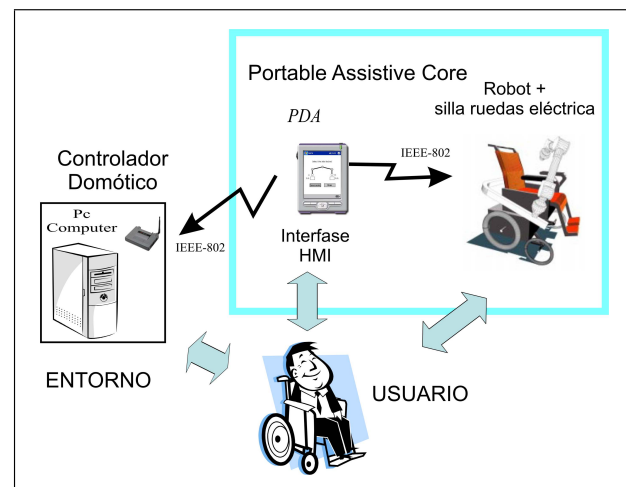 Portable Assistive Core
Robot +
silla ruedas eléctrica
PDA
IEEE-802
Controlador
Domótico
Pc
Computer
IEEE-802
Interfase
HMI
ENTORNO
USUARIO